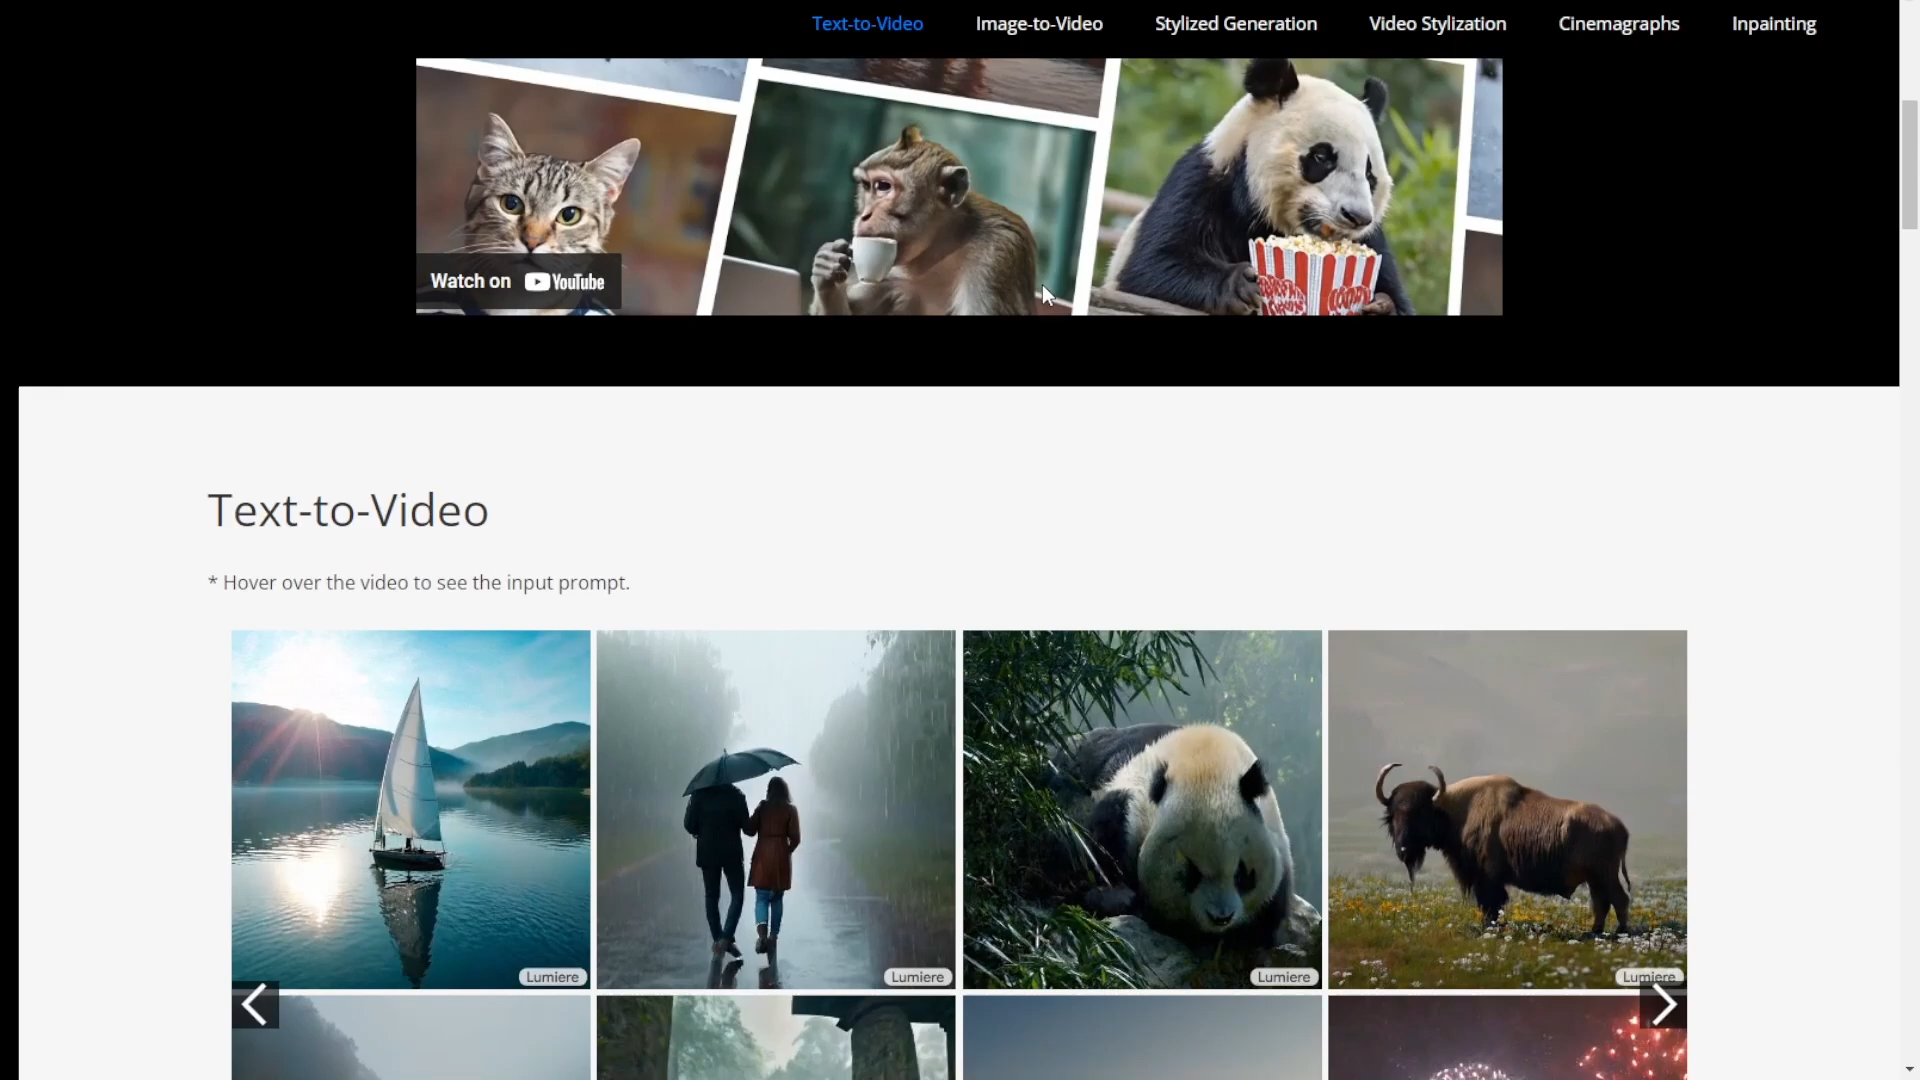 Text-to-Video Image-to-Video Stylized Generation Video Stylization Cinemagraphs Inpainting
Watch on YouTube
Text-to-Video
* Hover over the video to see the input prompt.
Lumiere Lumiere Lumiere Lumiere